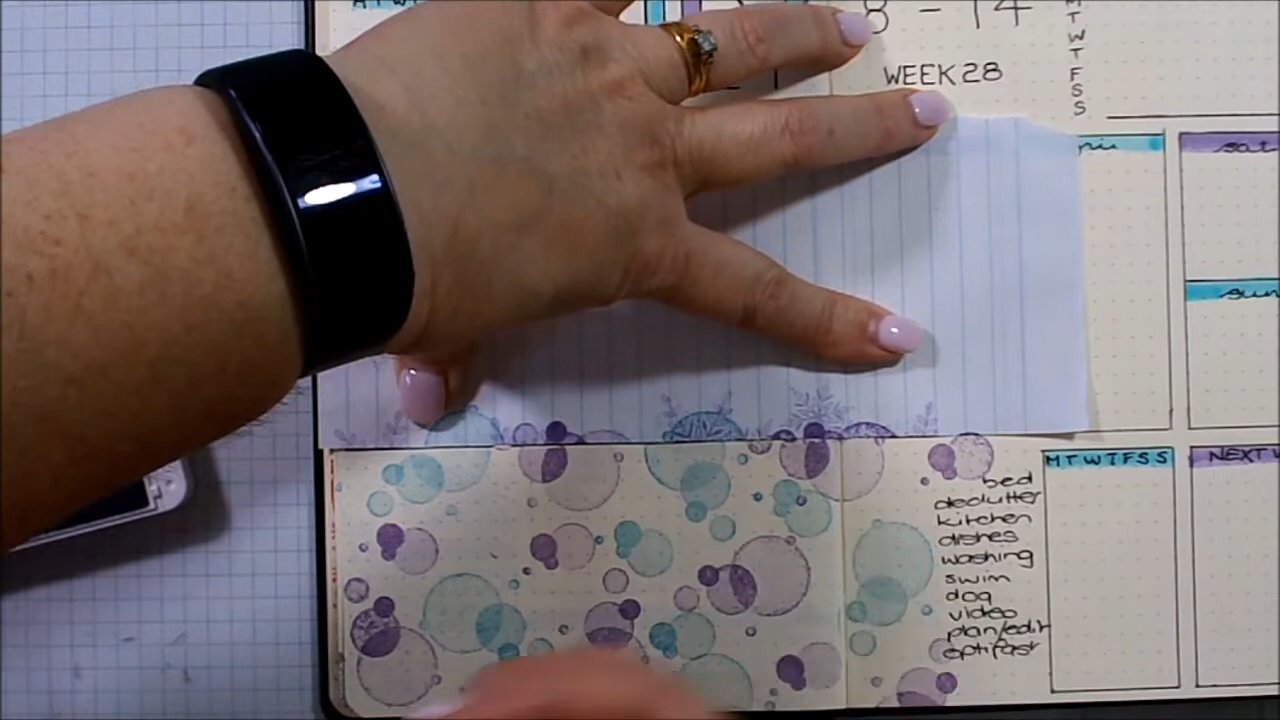 8 - 14
WEEK 28
M
T
W
T
F
S
S
sat
sun
MTWTFSS
NEXT
bed
declutter
kitchen
dishes
washing
swim
dog
video
plan/edit
optifast